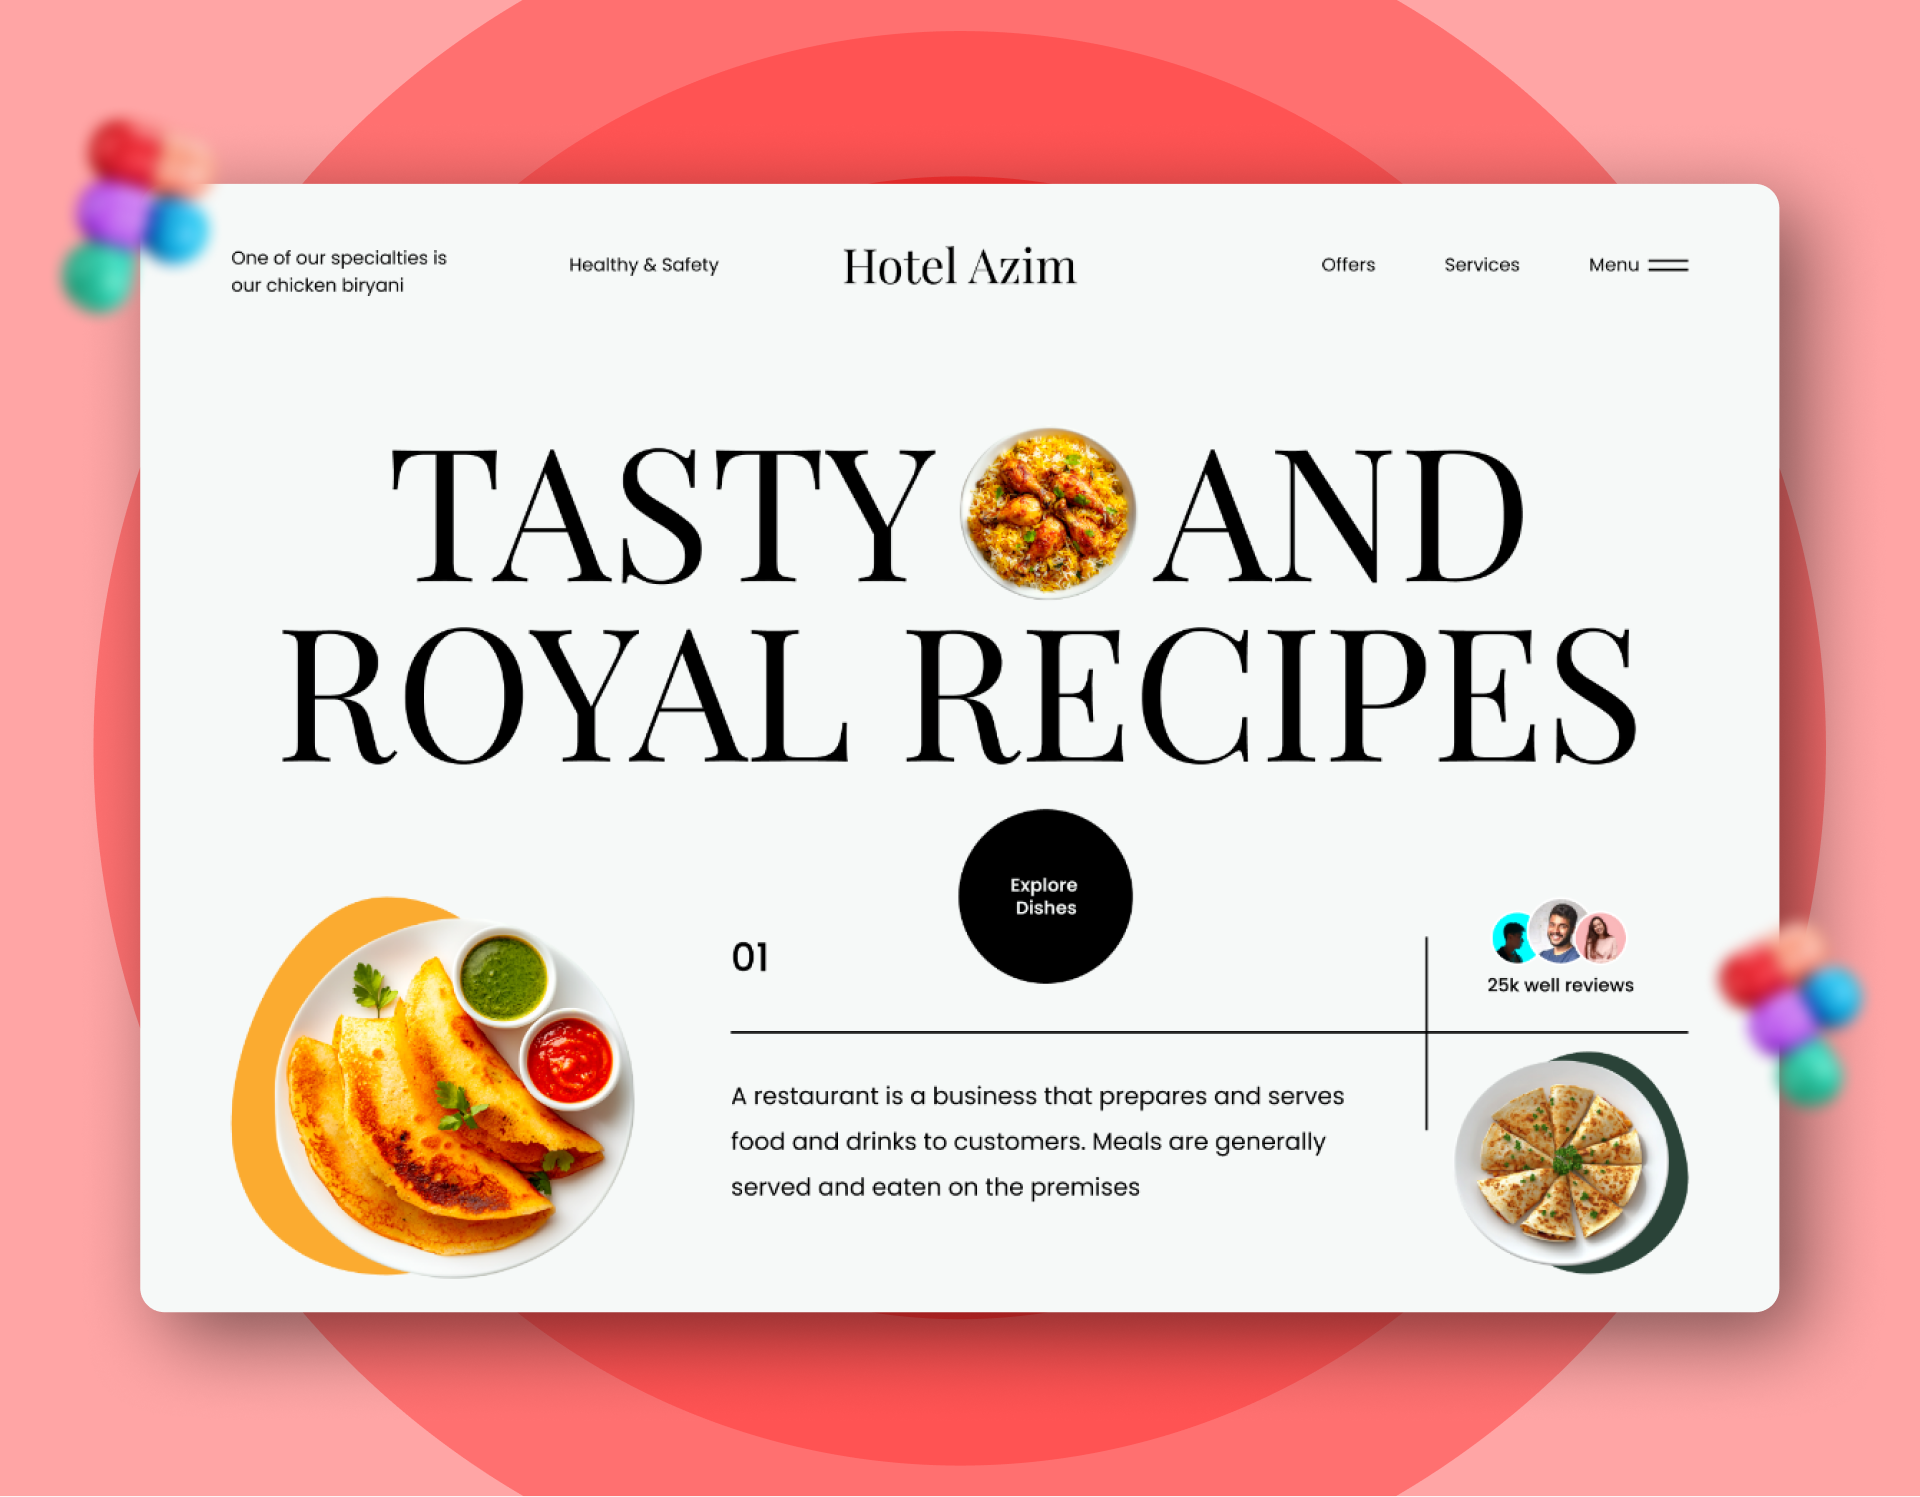 One of our specialties is
our chicken biryani
Healthy & Safety
Hotel Azim
Offers
Services
Menu
TASTY AND
ROYAL RECIPES
Explore
Dishes
01
25k well reviews
A restaurant is a business that prepares and serves
food and drinks to customers. Meals are generally
served and eaten on the premises